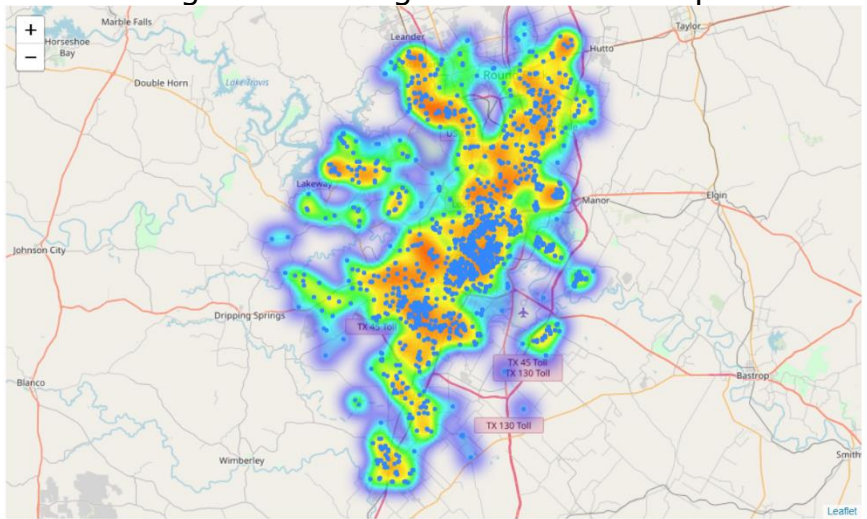 Marble Falls
Leander
Taylor
+
Horseshoe
Bay
Hutto
−
Round
Double Horn
Lake Travis
Lakeway
Manor
Elgin
Johnson City
Dripping Springs
TX 45 Toll
TX 45 Toll
TX 130 Toll
Blanco
Bastrop
TX 130 Toll
Smith
Wimberley
Leaflet